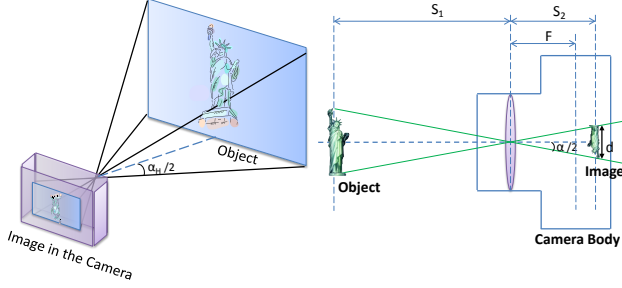 Object
α_H/2
Image in the Camera
S₁
S₂
F
α/2
d
Object
Image
Camera Body